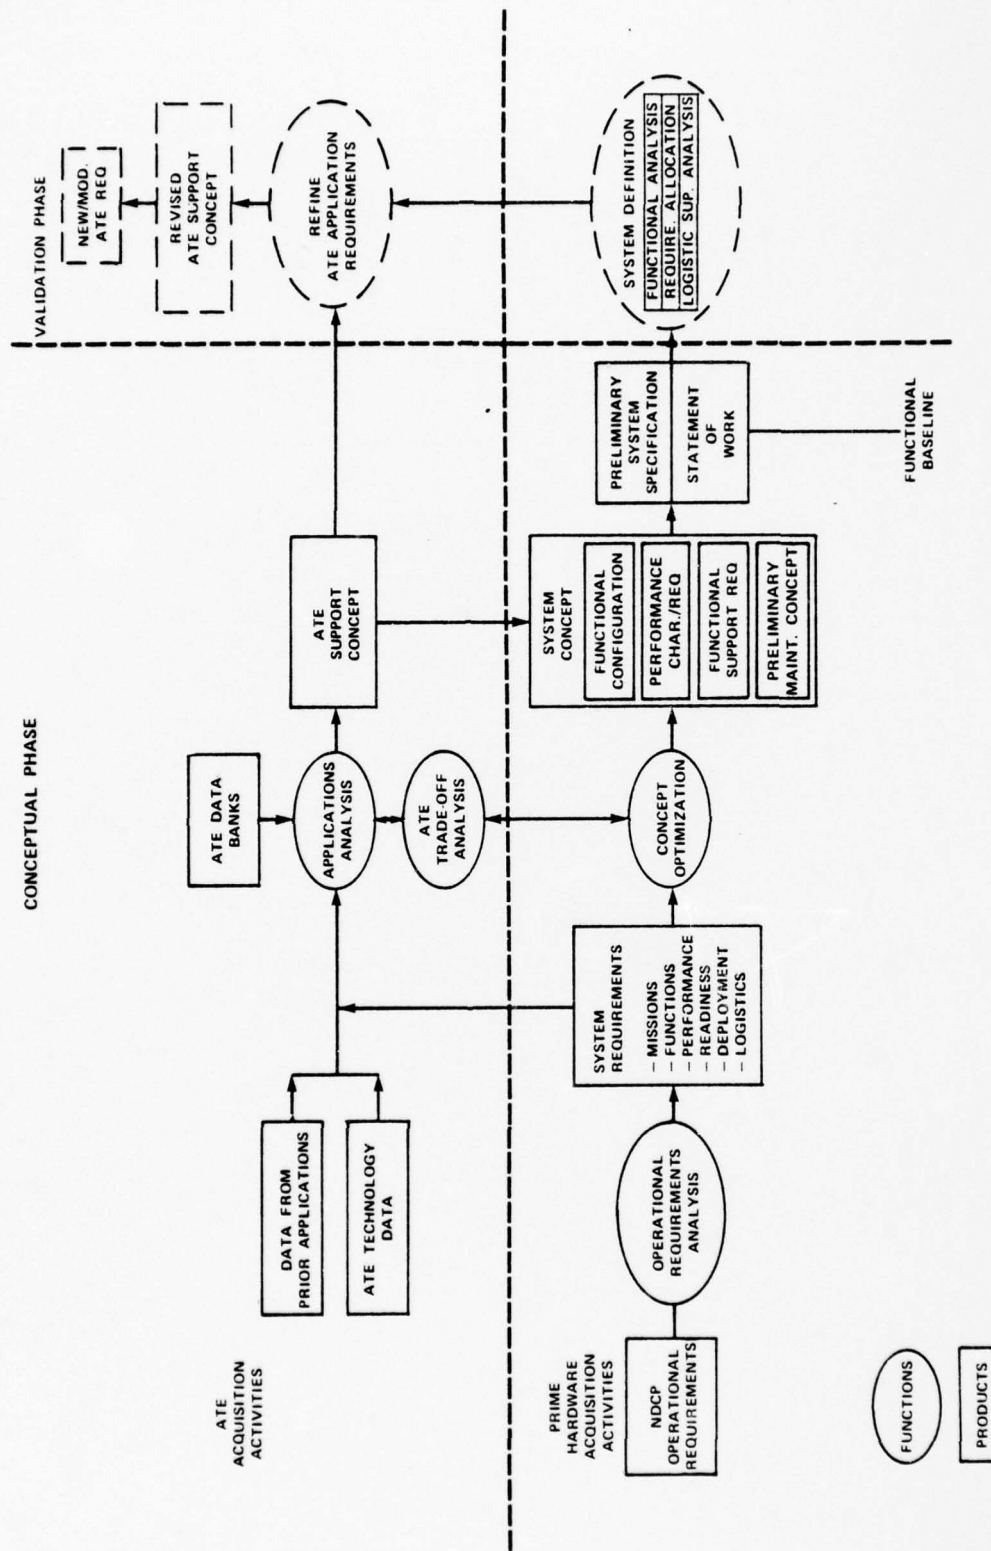 CONCEPTUAL PHASE
VALIDATION PHASE
ATE
ACQUISITION
ACTIVITIES
DATA FROM
PRIOR APPLICATIONS
ATE TECHNOLOGY
DATA
ATE DATA
BANKS
APPLICATIONS
ANALYSIS
ATE
TRADE-OFF
ANALYSIS
ATE
SUPPORT
CONCEPT
NEW/MOD.
ATE REQ
REVISED
ATE SUPPORT
CONCEPT
REFINE
ATE APPLICATION
REQUIREMENTS
PRIME
HARDWARE
ACQUISITION
ACTIVITIES
NDCP
OPERATIONAL
REQUIREMENTS
OPERATIONAL
REQUIREMENTS
ANALYSIS
SYSTEM
REQUIREMENTS
– MISSIONS
– FUNCTIONS
– PERFORMANCE
– READINESS
– DEPLOYMENT
– LOGISTICS
CONCEPT
OPTIMIZATION
SYSTEM
CONCEPT
FUNCTIONAL
CONFIGURATION
PERFORMANCE
CHAR./REQ
FUNCTIONAL
SUPPORT REQ
PRELIMINARY
MAINT. CONCEPT
PRELIMINARY
SYSTEM
SPECIFICATION
STATEMENT
OF
WORK
SYSTEM DEFINITION
FUNCTIONAL ANALYSIS
REQUIRE. ALLOCATION
LOGISTIC SUP. ANALYSIS
FUNCTIONAL
BASELINE
FUNCTIONS
PRODUCTS